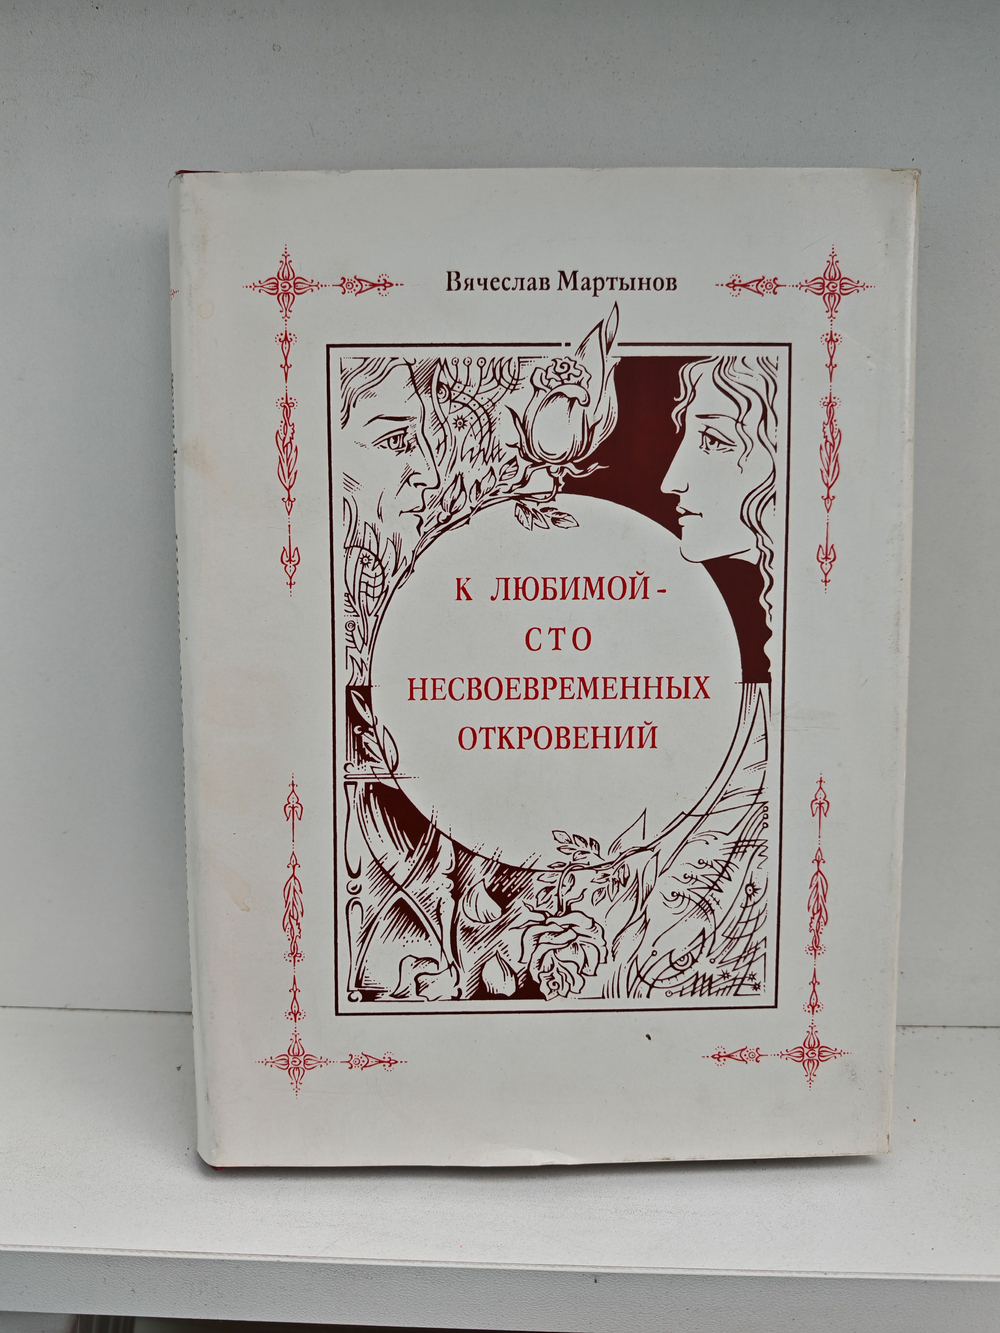 Вячеслав Мартынов
К ЛЮБИМОЙ -
СТО
НЕСВОЕВРЕМЕННЫХ
ОТКРОВЕНИЙ